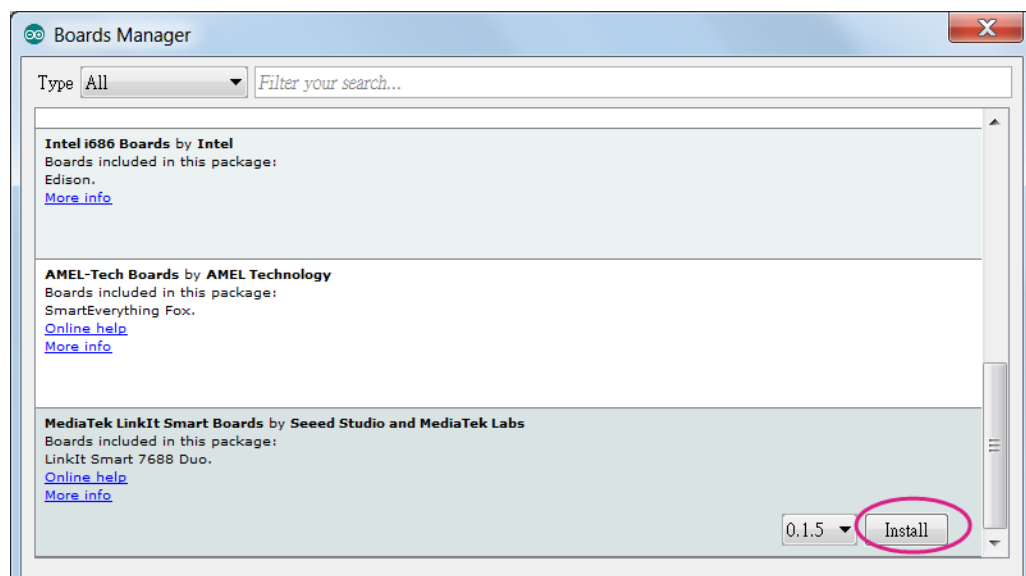 Boards Manager
Type All Filter your search...
Intel i686 Boards by Intel
Boards included in this package:
Edison.
More info
AMEL-Tech Boards by AMEL Technology
Boards included in this package:
SmartEverything Fox.
Online help
More info
MediaTek LinkIt Smart Boards by Seeed Studio and MediaTek Labs
Boards included in this package:
LinkIt Smart 7688 Duo.
Online help
More info
0.1.5 Install